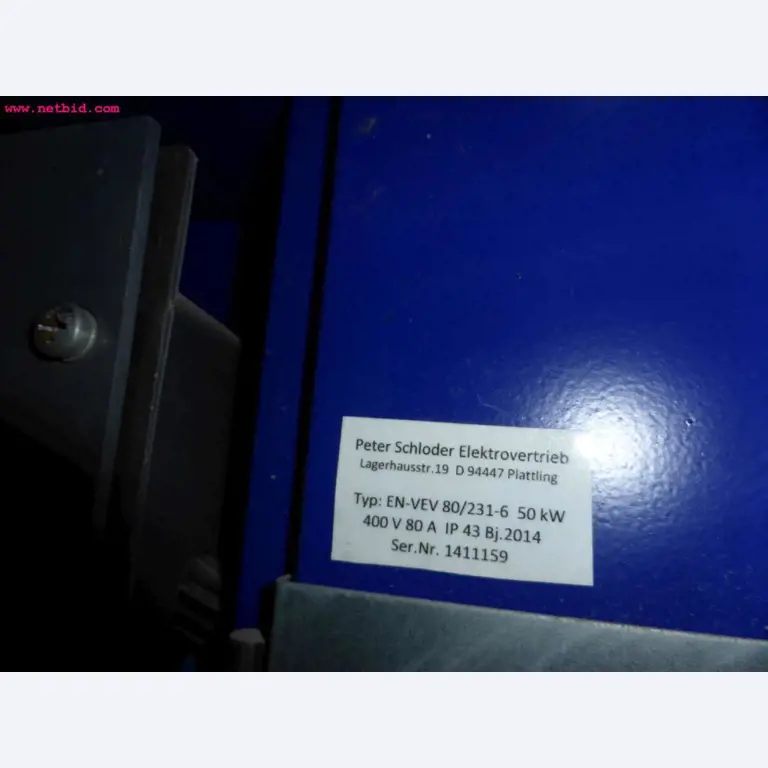 www.netbid.com
Peter Schloder Elektrovertrieb
Lagerhausstr.19 D 94447 Plattling
Typ: EN-VEV 80/231-6 50 kW
400 V 80 A IP 43 Bj.2014
Ser.Nr. 1411159